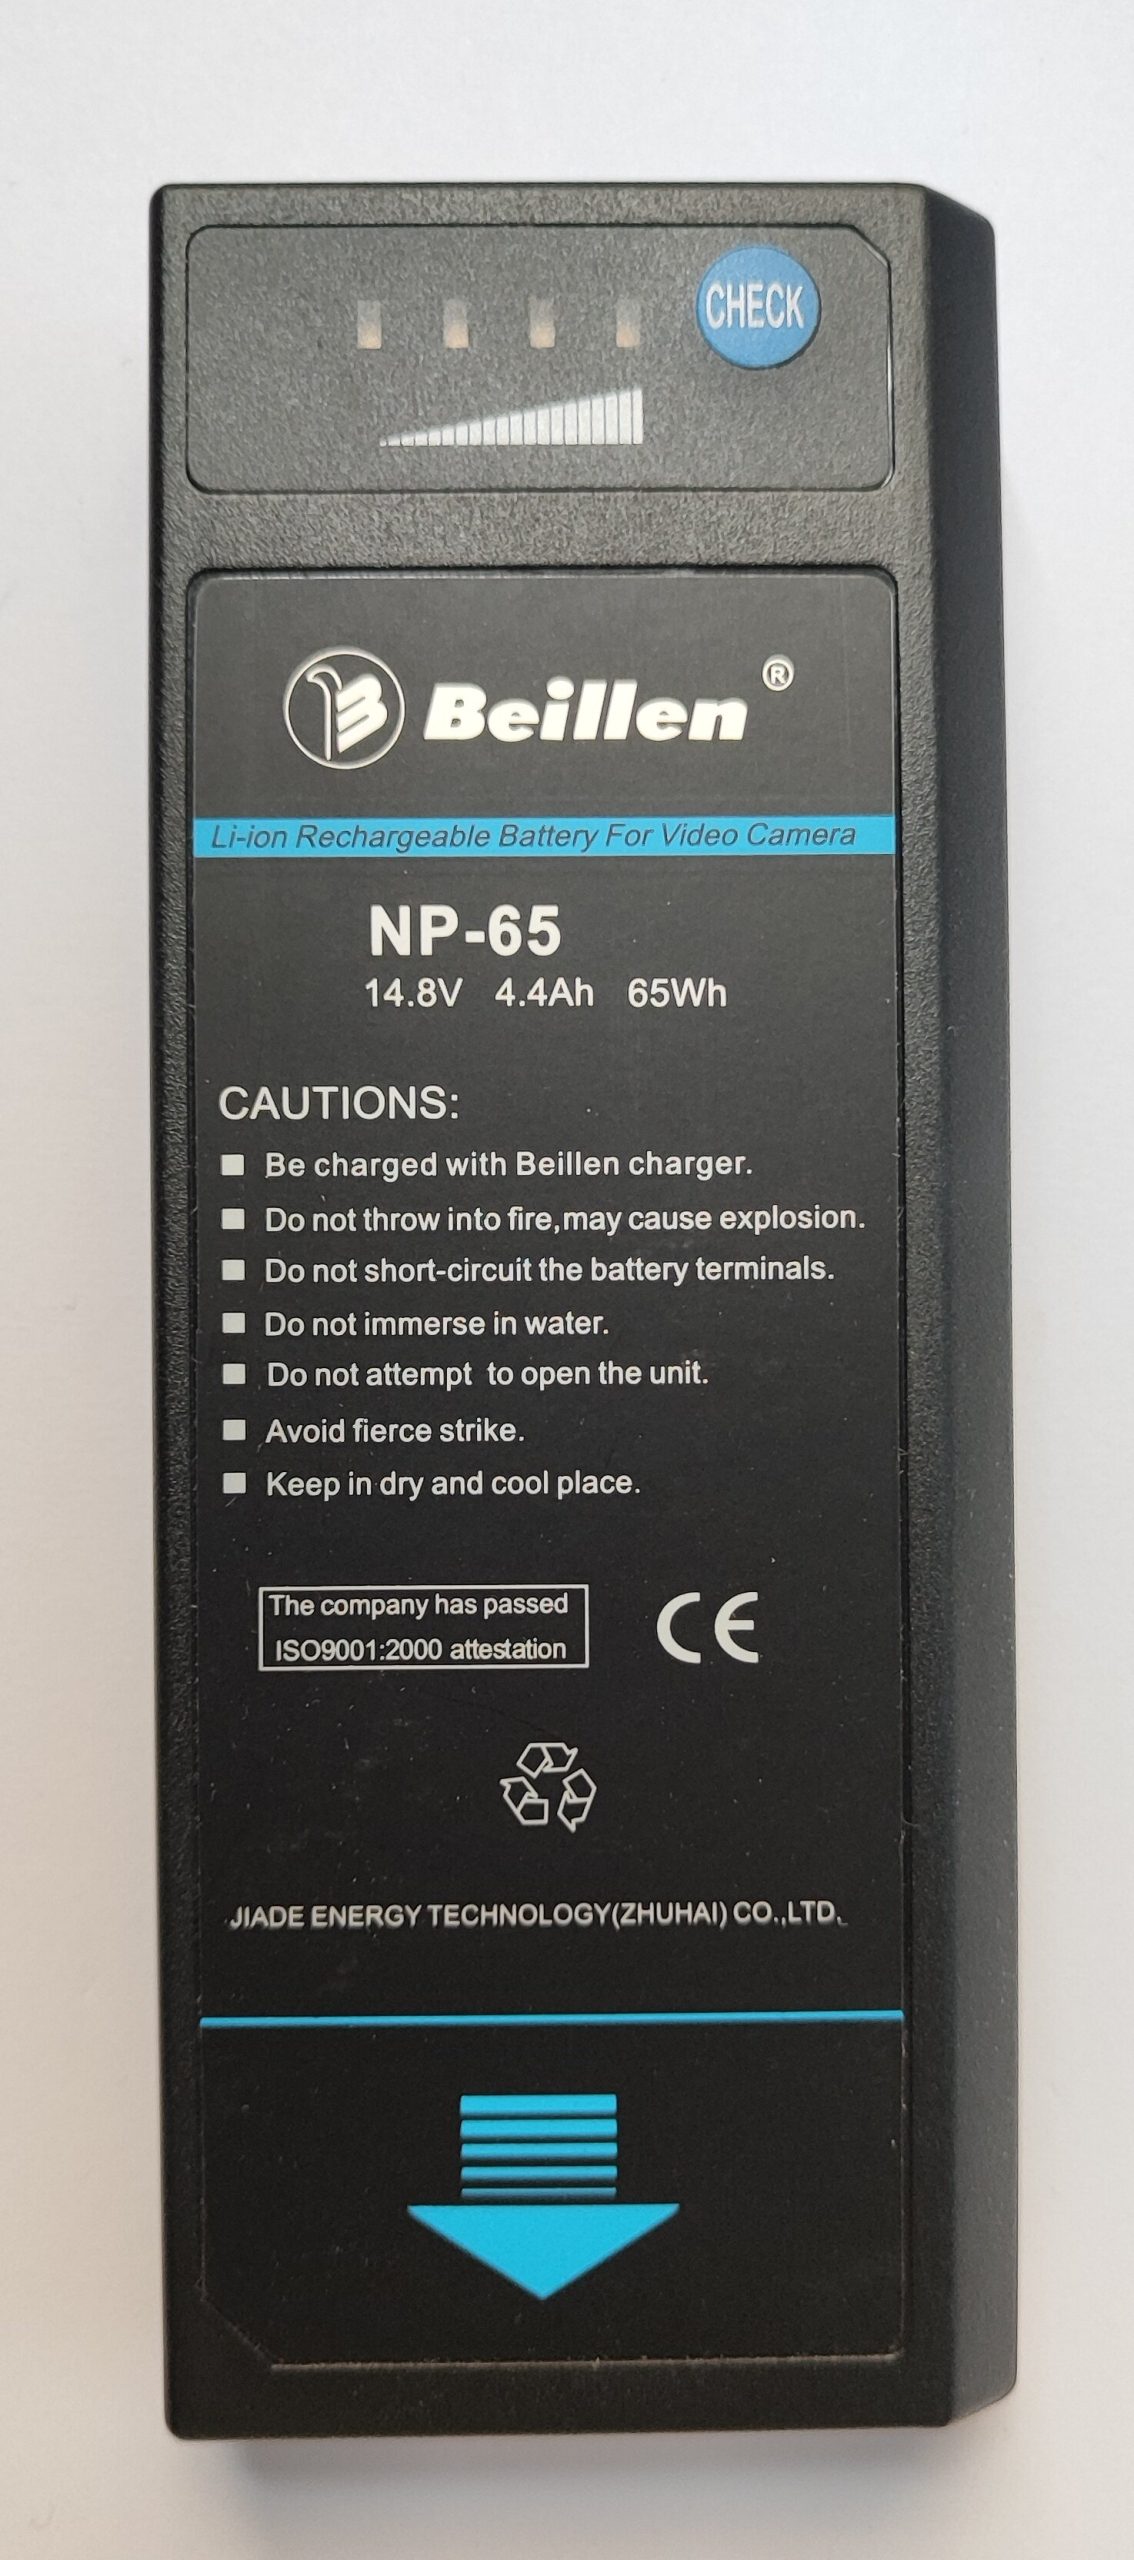 CHECK
Beillen ®
Li-ion Rechargeable Battery For Video Camera
NP-65
14.8V 4.4Ah 65Wh
CAUTIONS:
■ Be charged with Beillen charger.
■ Do not throw into fire,may cause explosion.
■ Do not short-circuit the battery terminals.
■ Do not immerse in water.
■ Do not attempt to open the unit.
■ Avoid fierce strike.
■ Keep in dry and cool place.
The company has passed
ISO9001:2000 attestation
CE
JIADE ENERGY TECHNOLOGY(ZHUHAI) CO.,LTD.